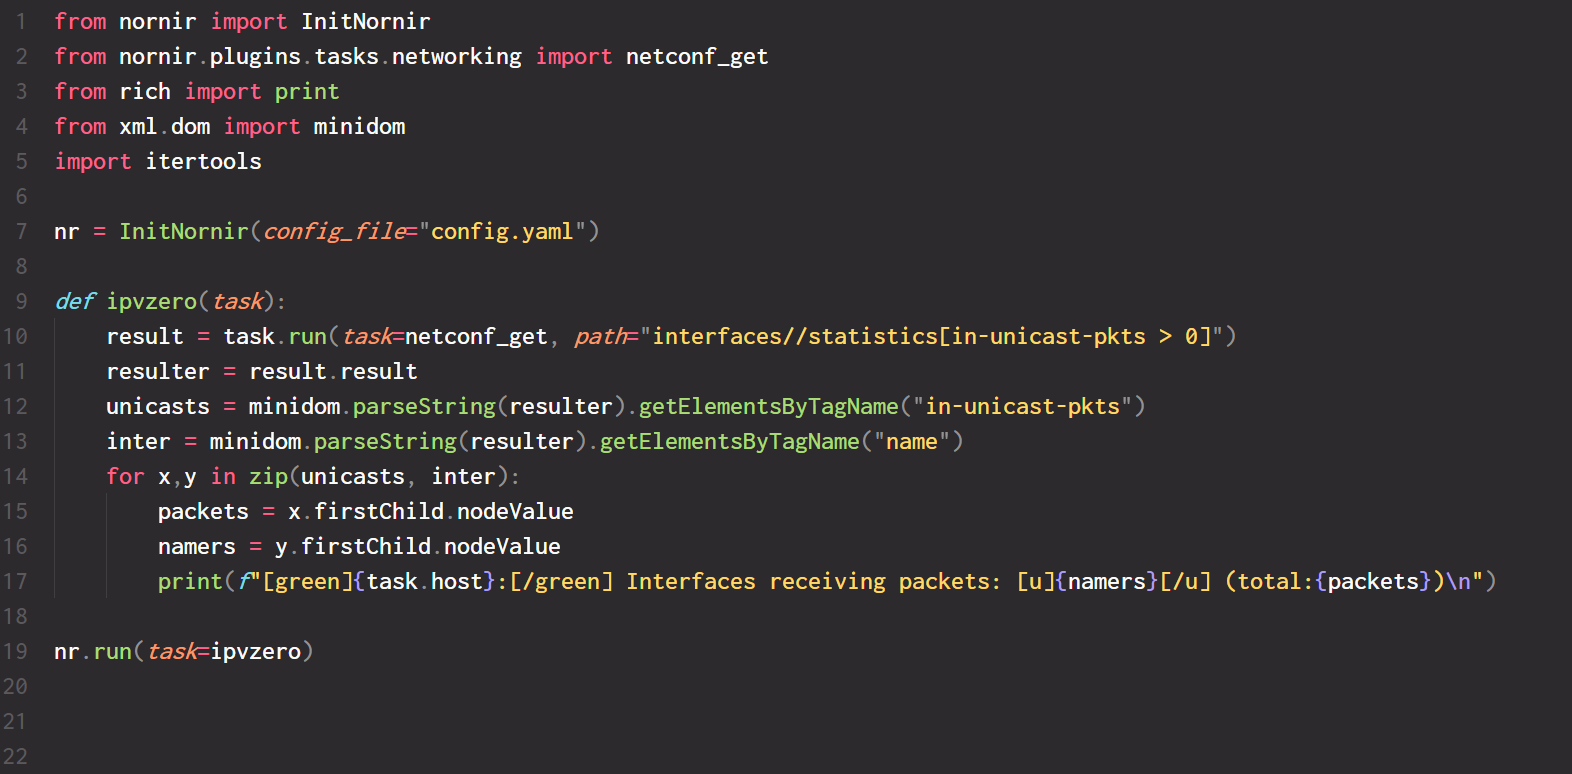 1 from nornir import InitNornir
2 from nornir.plugins.tasks.networking import netconf_get
3 from rich import print
4 from xml.dom import minidom
5 import itertools
6
7 nr = InitNornir(config_file="config.yaml")
8
9 def ipvzero(task):
10     result = task.run(task=netconf_get, path="interfaces//statistics[in-unicast-pkts > 0]")
11     resulter = result.result
12     unicasts = minidom.parseString(resulter).getElementsByTagName("in-unicast-pkts")
13     inter = minidom.parseString(resulter).getElementsByTagName("name")
14     for x,y in zip(unicasts, inter):
15         packets = x.firstChild.nodeValue
16         namers = y.firstChild.nodeValue
17         print(f"[green]{task.host}:[/green] Interfaces receiving packets: [u]{namers}[/u] (total:{packets})\n")
18
19 nr.run(task=ipvzero)
20
21
22